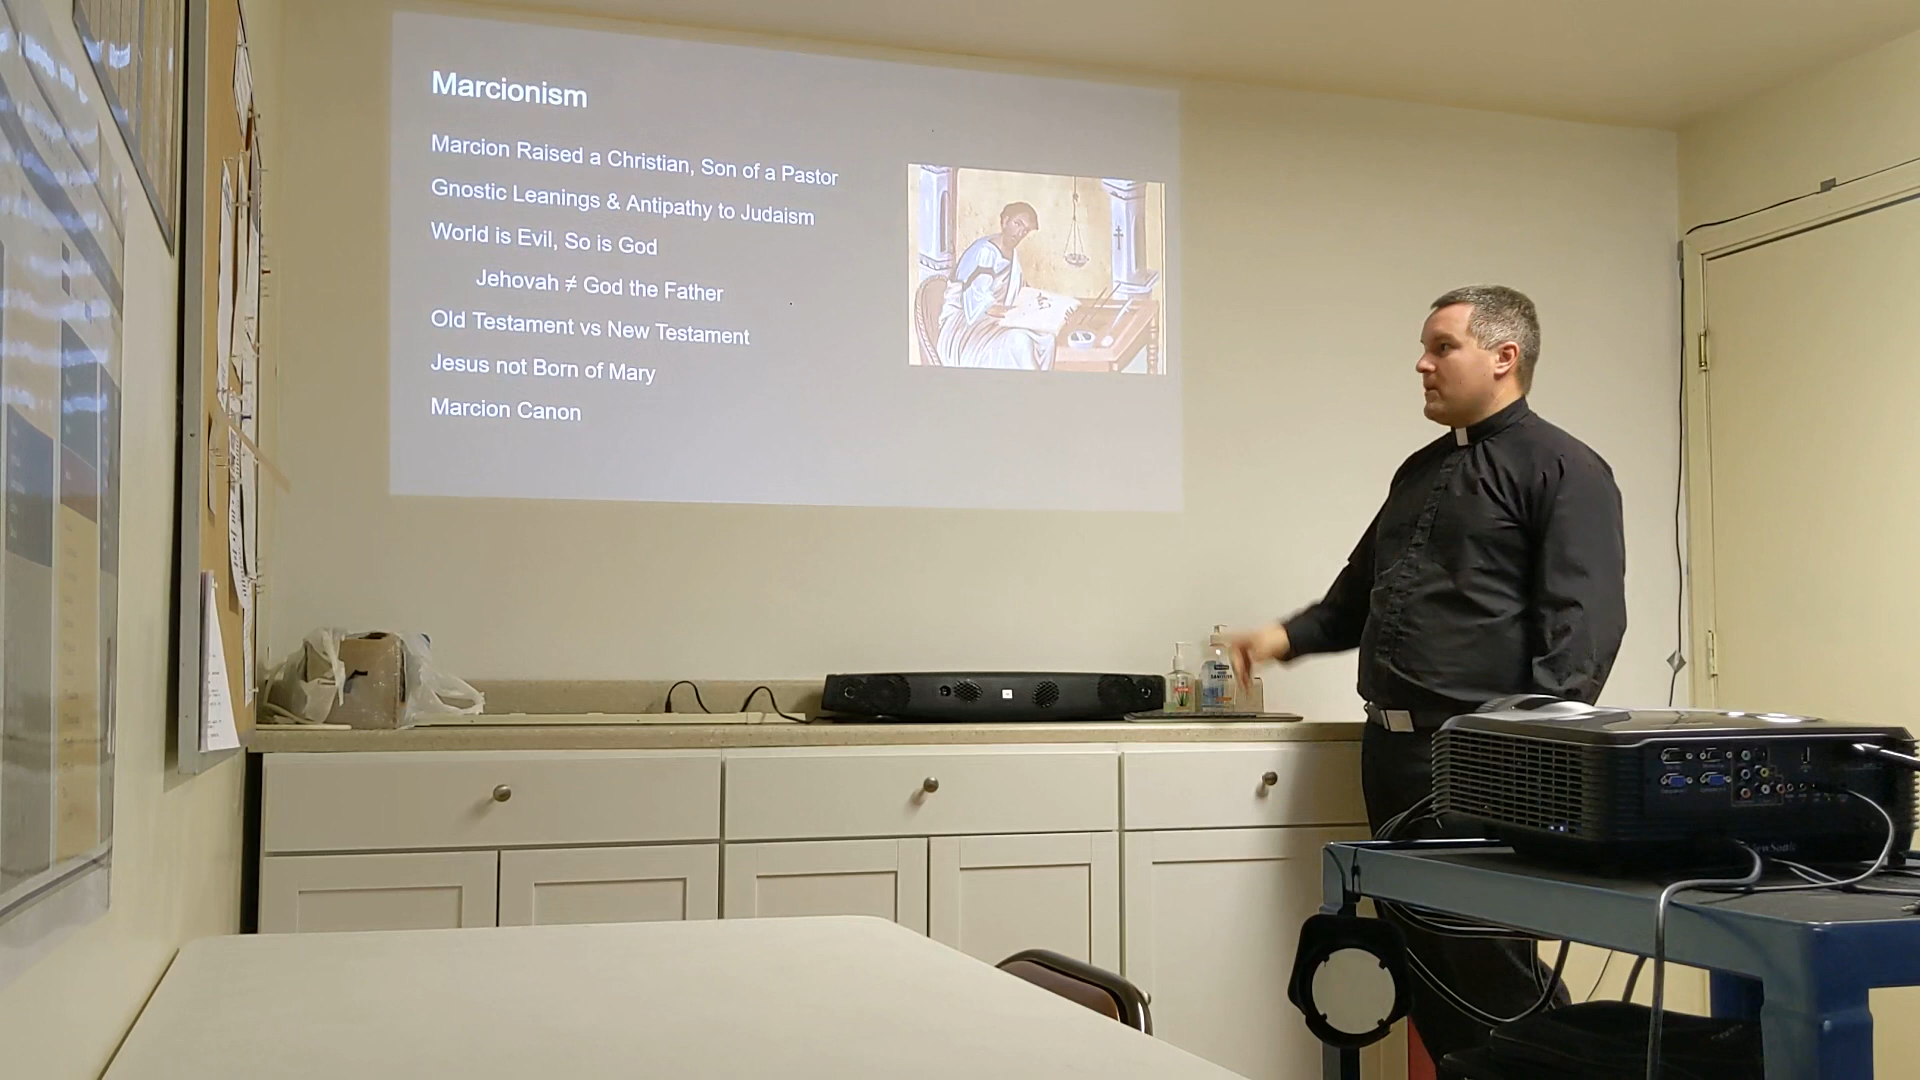 Marcionism
Marcion Raised a Christian, Son of a Pastor
Gnostic Leanings & Antipathy to Judaism
World is Evil, So is God
Jehovah ≠ God the Father
Old Testament vs New Testament
Jesus not Born of Mary
Marcion Canon
ViewSonic